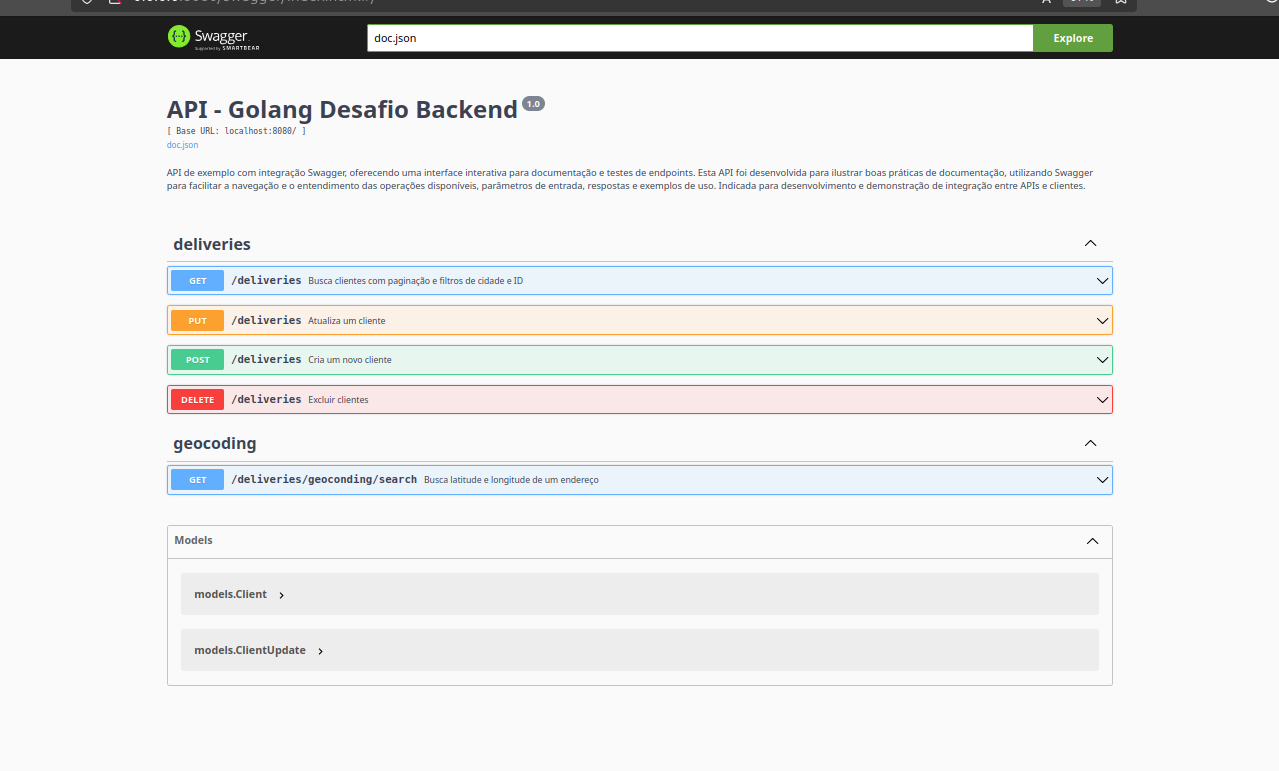 Swagger.
Supported by SMARTBEAR
doc.json
Explore
API - Golang Desafio Backend 1.0
[ Base URL: localhost:8080/ ]
doc.json
API de exemplo com integração Swagger, oferecendo uma interface interativa para documentação e testes de endpoints. Esta API foi desenvolvida para ilustrar boas práticas de documentação, utilizando Swagger
para facilitar a navegação e o entendimento das operações disponíveis, parâmetros de entrada, respostas e exemplos de uso. Indicada para desenvolvimento e demonstração de integração entre APIs e clientes.
deliveries
GET /deliveries Busca clientes com paginação e filtros de cidade e ID
PUT /deliveries Atualiza um cliente
POST /deliveries Cria um novo cliente
DELETE /deliveries Excluir clientes
geocoding
GET /deliveries/geoconding/search Busca latitude e longitude de um endereço
Models
models.Client
models.ClientUpdate